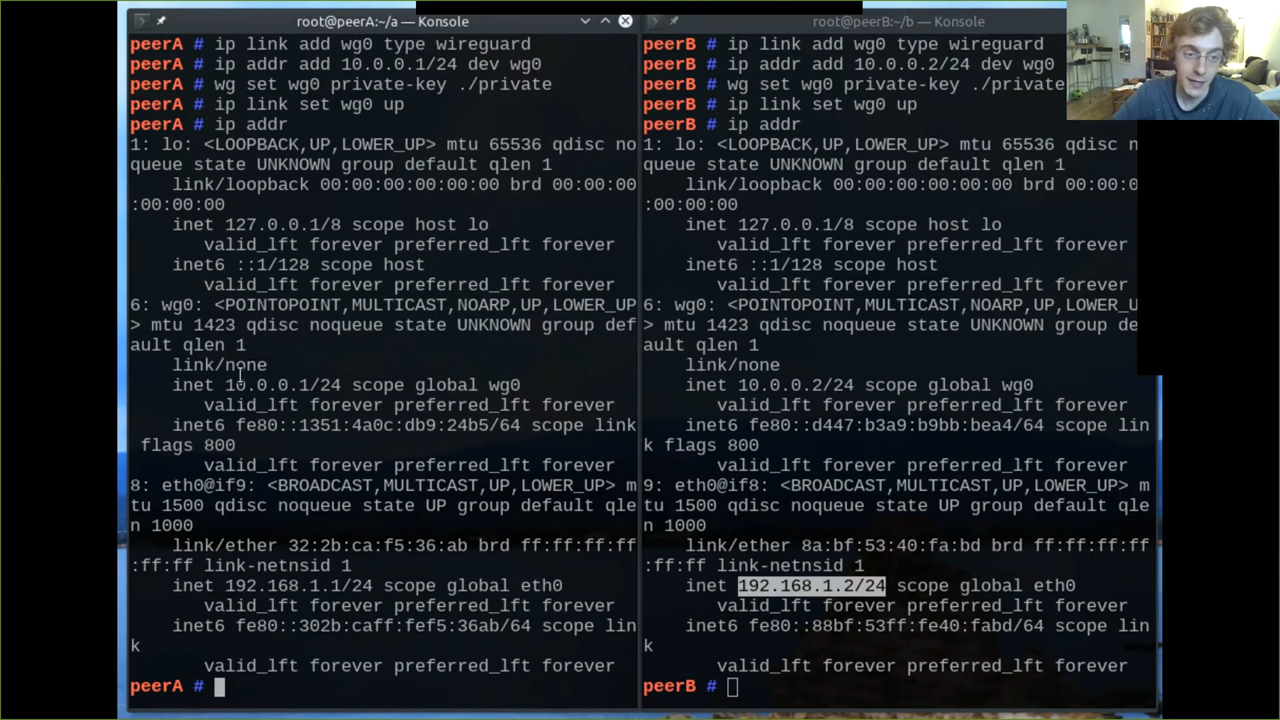 root@peerA:~/a — Konsole
peerA # ip link add wg0 type wireguard
peerA # ip addr add 10.0.0.1/24 dev wg0
peerA # wg set wg0 private-key ./private
peerA # ip link set wg0 up
peerA # ip addr
1: lo: <LOOPBACK,UP,LOWER_UP> mtu 65536 qdisc no
queue state UNKNOWN group default qlen 1
link/loopback 00:00:00:00:00:00 brd 00:00:00
:00:00:00
inet 127.0.0.1/8 scope host lo
valid_lft forever preferred_lft forever
inet6 ::1/128 scope host
valid_lft forever preferred_lft forever
6: wg0: <POINTOPOINT,MULTICAST,NOARP,UP,LOWER_UP
> mtu 1423 qdisc noqueue state UNKNOWN group def
ault qlen 1
link/none
inet 10.0.0.1/24 scope global wg0
valid_lft forever preferred_lft forever
inet6 fe80::1351:4a0c:db9:24b5/64 scope link
k flags 800
valid_lft forever preferred_lft forever
8: eth0@if9: <BROADCAST,MULTICAST,UP,LOWER_UP> m
tu 1500 qdisc noqueue state UP group default qle
n 1000
link/ether 32:2b:ca:f5:36:ab brd ff:ff:ff:ff
:ff:ff link-netnsid 1
inet 192.168.1.1/24 scope global eth0
valid_lft forever preferred_lft forever
inet6 fe80::302b:caff:fef5:36ab/64 scope lin
k
valid_lft forever preferred_lft forever
peerA #
root@peerB:~/b — Konsole
peerB # ip link add wg0 type wireguard
peerB # ip addr add 10.0.0.2/24 dev wg0
peerB # wg set wg0 private-key ./private
peerB # ip link set wg0 up
peerB # ip addr
1: lo: <LOOPBACK,UP,LOWER_UP> mtu 65536 qdisc n
queue state UNKNOWN group default qlen 1
link/loopback 00:00:00:00:00:00 brd 00:00:0
:00:00:00
inet 127.0.0.1/8 scope host lo
valid_lft forever preferred_lft forever
inet6 ::1/128 scope host
valid_lft forever preferred_lft forever
6: wg0: <POINTOPOINT,MULTICAST,NOARP,UP,LOWER_U
> mtu 1423 qdisc noqueue state UNKNOWN group de
ault qlen 1
link/none
inet 10.0.0.2/24 scope global wg0
valid_lft forever preferred_lft forever
inet6 fe80::d447:b3a9:b9bb:bea4/64 scope lin
k flags 800
valid_lft forever preferred_lft forever
9: eth0@if8: <BROADCAST,MULTICAST,UP,LOWER_UP> m
tu 1500 qdisc noqueue state UP group default qle
n 1000
link/ether 8a:bf:53:40:fa:bd brd ff:ff:ff:ff
:ff:ff link-netnsid 1
inet 192.168.1.2/24 scope global eth0
valid_lft forever preferred_lft forever
inet6 fe80::88bf:53ff:fe40:fabd/64 scope lin
k
valid_lft forever preferred_lft forever
peerB #